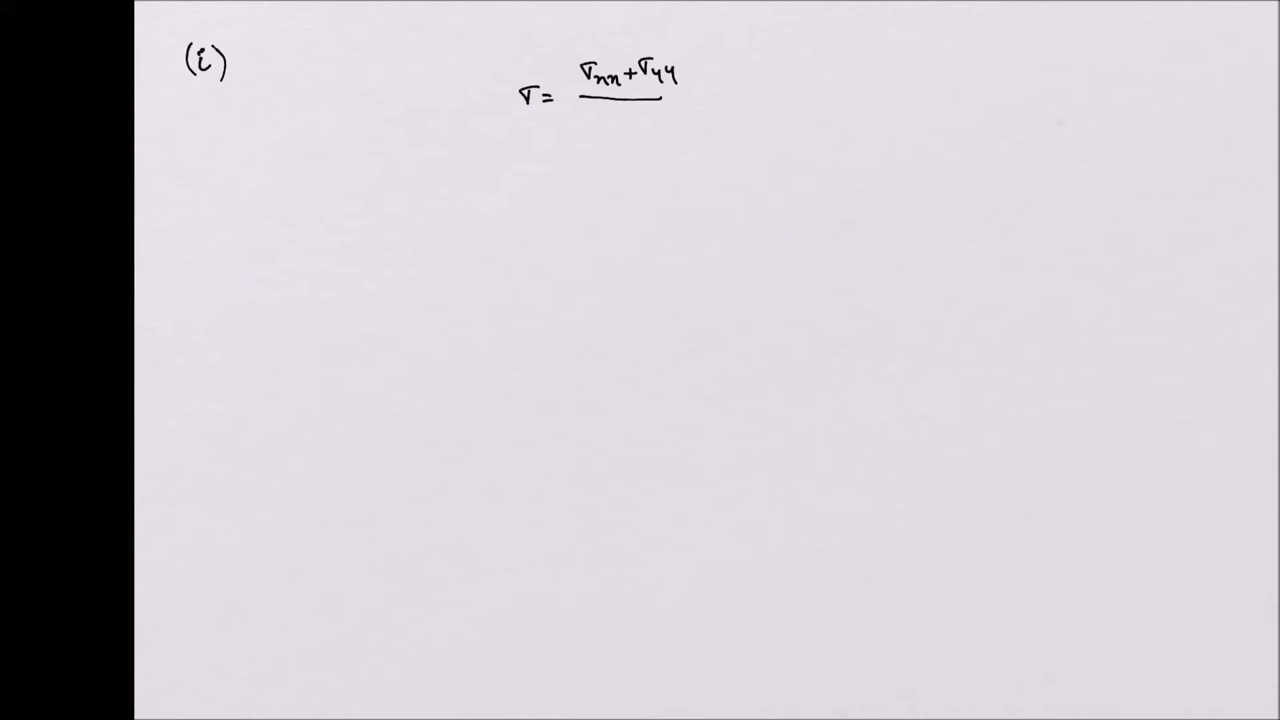 (i)
σxx + σyy
σ =